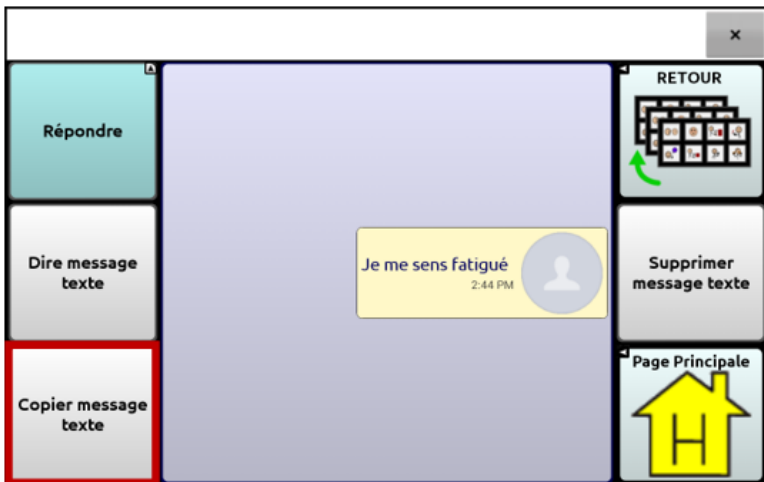 ×
Répondre
RETOUR
Dire message
texte
Je me sens fatigué
2:44 PM
Supprimer
message texte
Copier message
texte
Page Principale
H